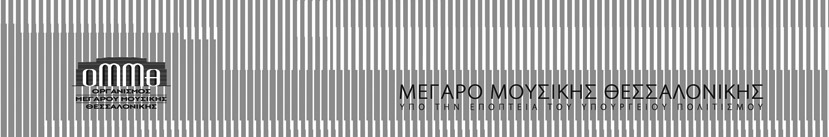 ΟΜΜΘ
ΟΡΓΑΝΙΣΜΟΣ
ΜΕΓΑΡΟΥ ΜΟΥΣΙΚΗΣ
ΘΕΣΣΑΛΟΝΙΚΗΣ
ΜΕΓΑΡΟ ΜΟΥΣΙΚΗΣ ΘΕΣΣΑΛΟΝΙΚΗΣ
ΥΠΟ ΤΗΝ ΕΠΟΠΤΕΙΑ ΤΟΥ ΥΠΟΥΡΓΕΙΟΥ ΠΟΛΙΤΙΣΜΟΥ